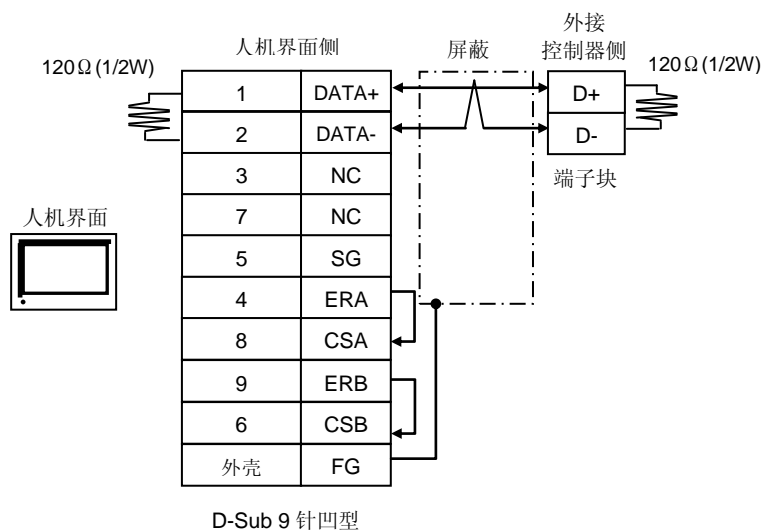 外接
人机界面侧 屏蔽 控制器侧
120Ω(1/2W) 120Ω(1/2W)
1 DATA+ D+
2 DATA- D-
3 NC 端子块
7 NC
人机界面
5 SG
4 ERA
8 CSA
9 ERB
6 CSB
外壳 FG
D-Sub 9 针凹型